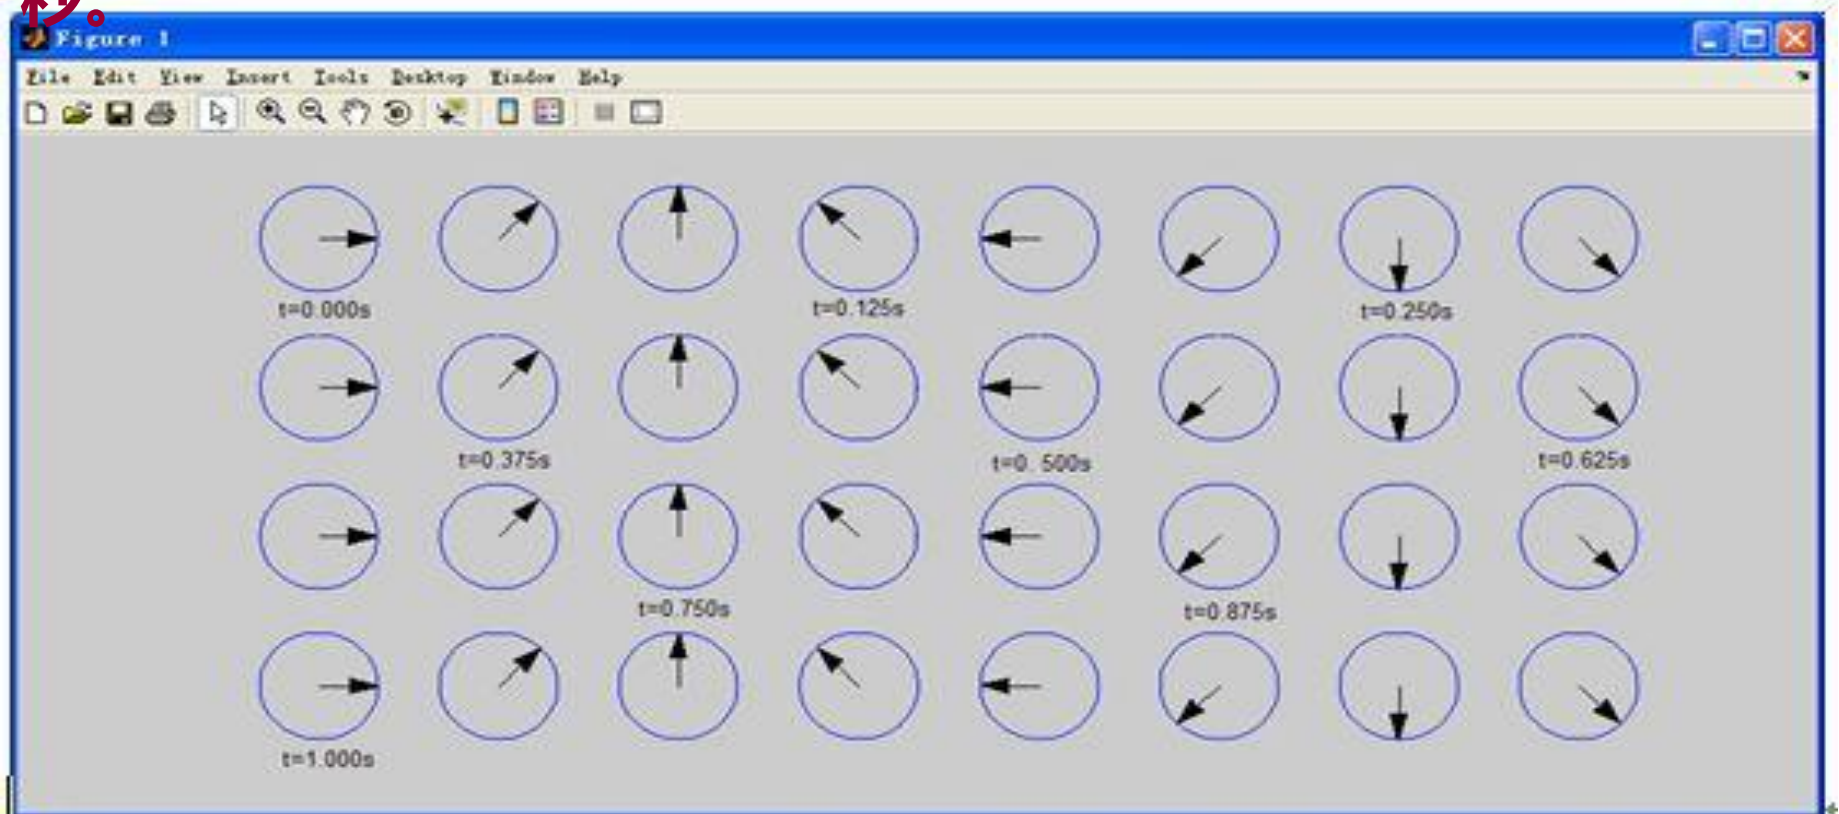 秒。
Figure 1
File Edit View Insert Tools Desktop Window Help
t=0.000s t=0.125s t=0.250s
t=0.375s t=0.500s t=0.625s
t=0.750s t=0.875s
t=1.000s